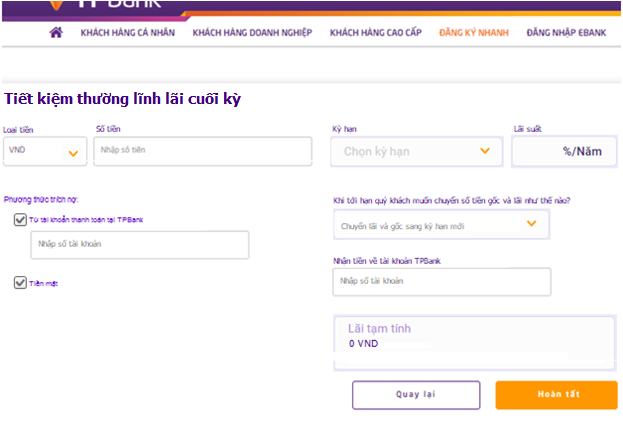 TPBank
KHÁCH HÀNG CÁ NHÂN KHÁCH HÀNG DOANH NGHIỆP KHÁCH HÀNG CAO CẤP ĐĂNG KÝ NHANH ĐĂNG NHẬP EBANK
Tiết kiệm thường lĩnh lãi cuối kỳ
Loại tiền Số tiền Kỳ hạn Lãi suất
VND Nhập số tiền Chọn kỳ hạn %/Năm
Phương thức trích nợ: Khi tới hạn quý khách muốn chuyển số tiền gốc và lãi như thế nào?
Từ tài khoản thanh toán tại TPBank Chuyển lãi và gốc sang kỳ hạn mới
Nhập số tài khoản
Nhận tiền về tài khoản TPBank
Tiền mặt Nhập số tài khoản
Lãi tạm tính
0 VND
Quay lại Hoàn tất